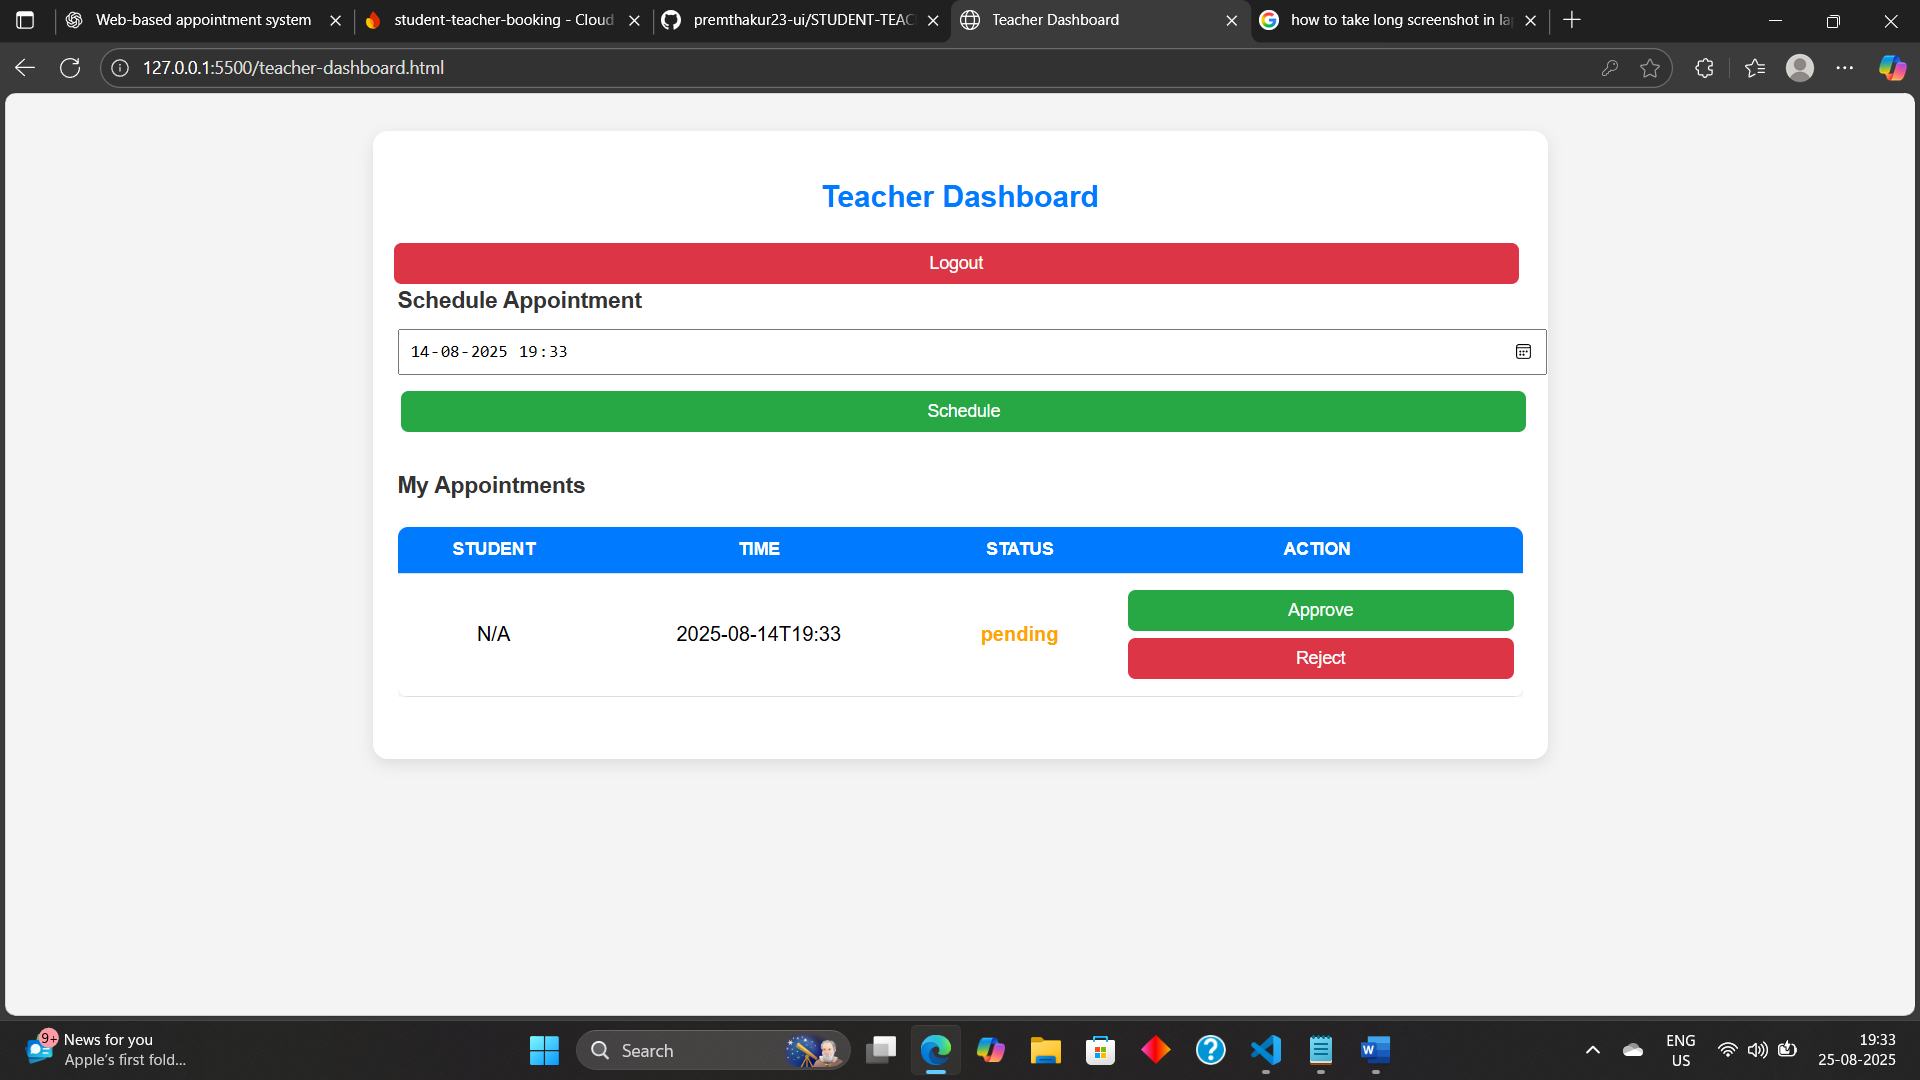 Web-based appointment system
student-teacher-booking - Cloud
premthakur23-ui/STUDENT-TEAC
Teacher Dashboard
how to take long screenshot in la
127.0.0.1:5500/teacher-dashboard.html
Teacher Dashboard
Logout
Schedule Appointment
14-08-2025 19:33
Schedule
My Appointments
STUDENT TIME STATUS ACTION
N/A 2025-08-14T19:33 pending
Approve
Reject
9+
News for you
Apple's first fold...
Search
ENG
US
19:33
25-08-2025